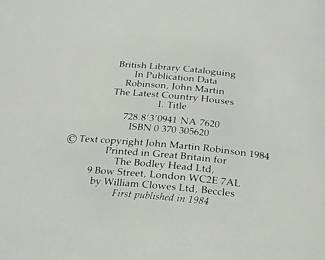 British Library Cataloguing
In Publication Data
Robinson, John Martin
The Latest Country Houses
I. Title
728.8'3'0941 NA 7620
ISBN 0 370 305620
© Text copyright John Martin Robinson 1984
Printed in Great Britain for
The Bodley Head Ltd,
9 Bow Street, London WC2E 7AL
by William Clowes Ltd, Beccles
First published in 1984